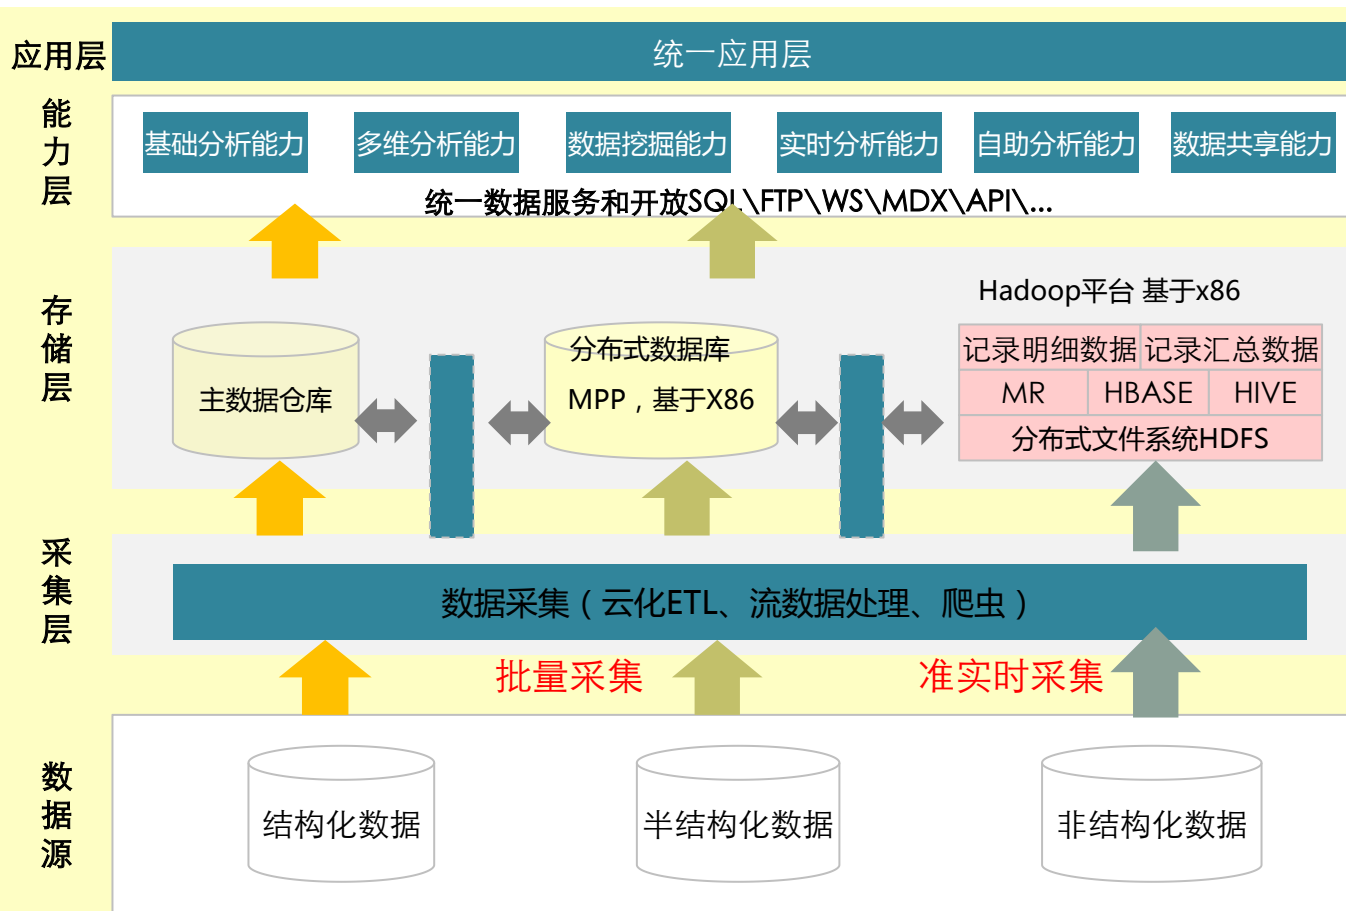 应用层
统一应用层
能力层
基础分析能力
多维分析能力
数据挖掘能力
实时分析能力
自助分析能力
数据共享能力
统一数据服务和开放SQL\FTP\WS\MDX\API\...
存储层
主数据仓库
分布式数据库
MPP，基于X86
Hadoop平台 基于x86
记录明细数据
记录汇总数据
MR
HBASE
HIVE
分布式文件系统HDFS
采集层
数据采集（云化ETL、流数据处理、爬虫）
批量采集
准实时采集
数据源
结构化数据
半结构化数据
非结构化数据